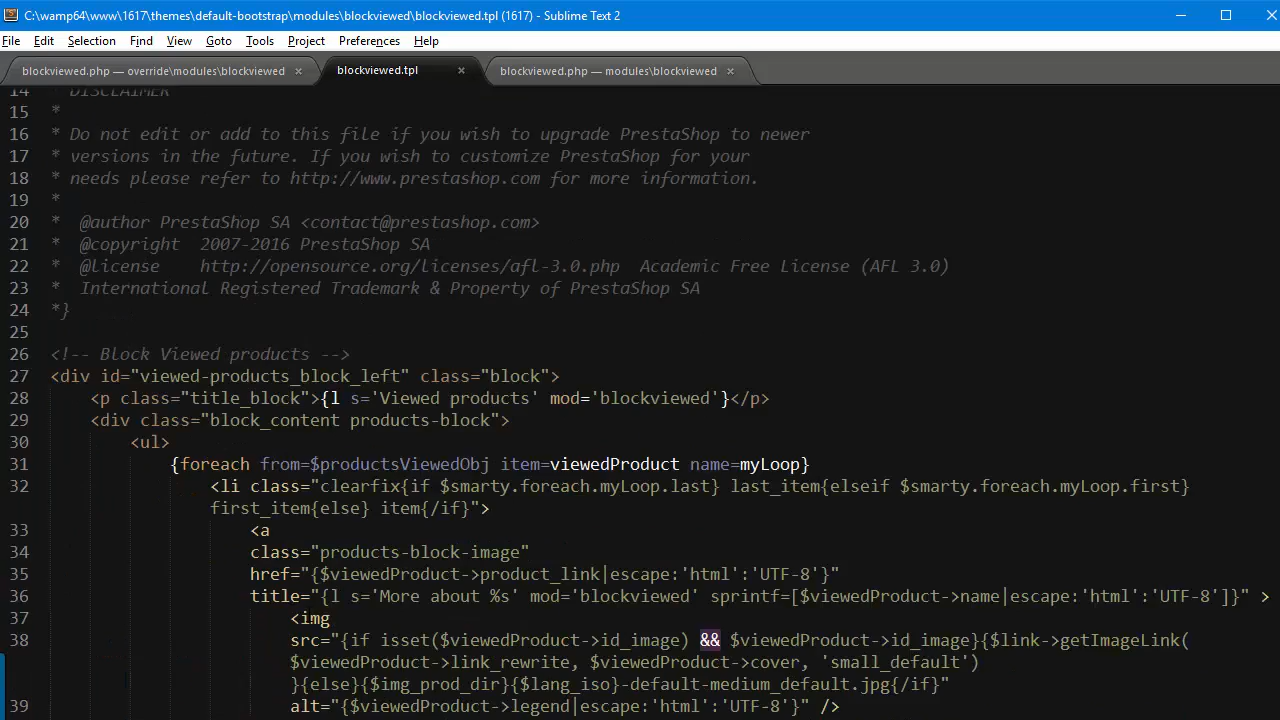 C:\wamp64\www\1617\themes\default-bootstrap\modules\blockviewed\blockviewed.tpl (1617) - Sublime Text 2
File Edit Selection Find View Goto Tools Project Preferences Help
blockviewed.php — override\modules\blockviewed × blockviewed.tpl × blockviewed.php — modules\blockviewed ×
14 * DISCLAIMER
15 *
16 * Do not edit or add to this file if you wish to upgrade PrestaShop to newer
17 * versions in the future. If you wish to customize PrestaShop for your
18 * needs please refer to http://www.prestashop.com for more information.
19 *
20 *  @author PrestaShop SA <contact@prestashop.com>
21 *  @copyright  2007-2016 PrestaShop SA
22 *  @license    http://opensource.org/licenses/afl-3.0.php  Academic Free License (AFL 3.0)
23 *  International Registered Trademark & Property of PrestaShop SA
24 *}
25
26 <!-- Block Viewed products -->
27 <div id="viewed-products_block_left" class="block">
28     <p class="title_block">{l s='Viewed products' mod='blockviewed'}</p>
29     <div class="block_content products-block">
30         <ul>
31             {foreach from=$productsViewedObj item=viewedProduct name=myLoop}
32                 <li class="clearfix{if $smarty.foreach.myLoop.last} last_item{elseif $smarty.foreach.myLoop.first}
first_item{else} item{/if}">
33                     <a
34                     class="products-block-image"
35                     href="{$viewedProduct->product_link|escape:'html':'UTF-8'}"
36                     title="{l s='More about %s' mod='blockviewed' sprintf=[$viewedProduct->name|escape:'html':'UTF-8']}" >
37                         <img
38                         src="{if isset($viewedProduct->id_image) && $viewedProduct->id_image}{$link->getImageLink(
$viewedProduct->link_rewrite, $viewedProduct->cover, 'small_default')
}{else}{$img_prod_dir}{$lang_iso}-default-medium_default.jpg{/if}"
39                         alt="{$viewedProduct->legend|escape:'html':'UTF-8'}" />